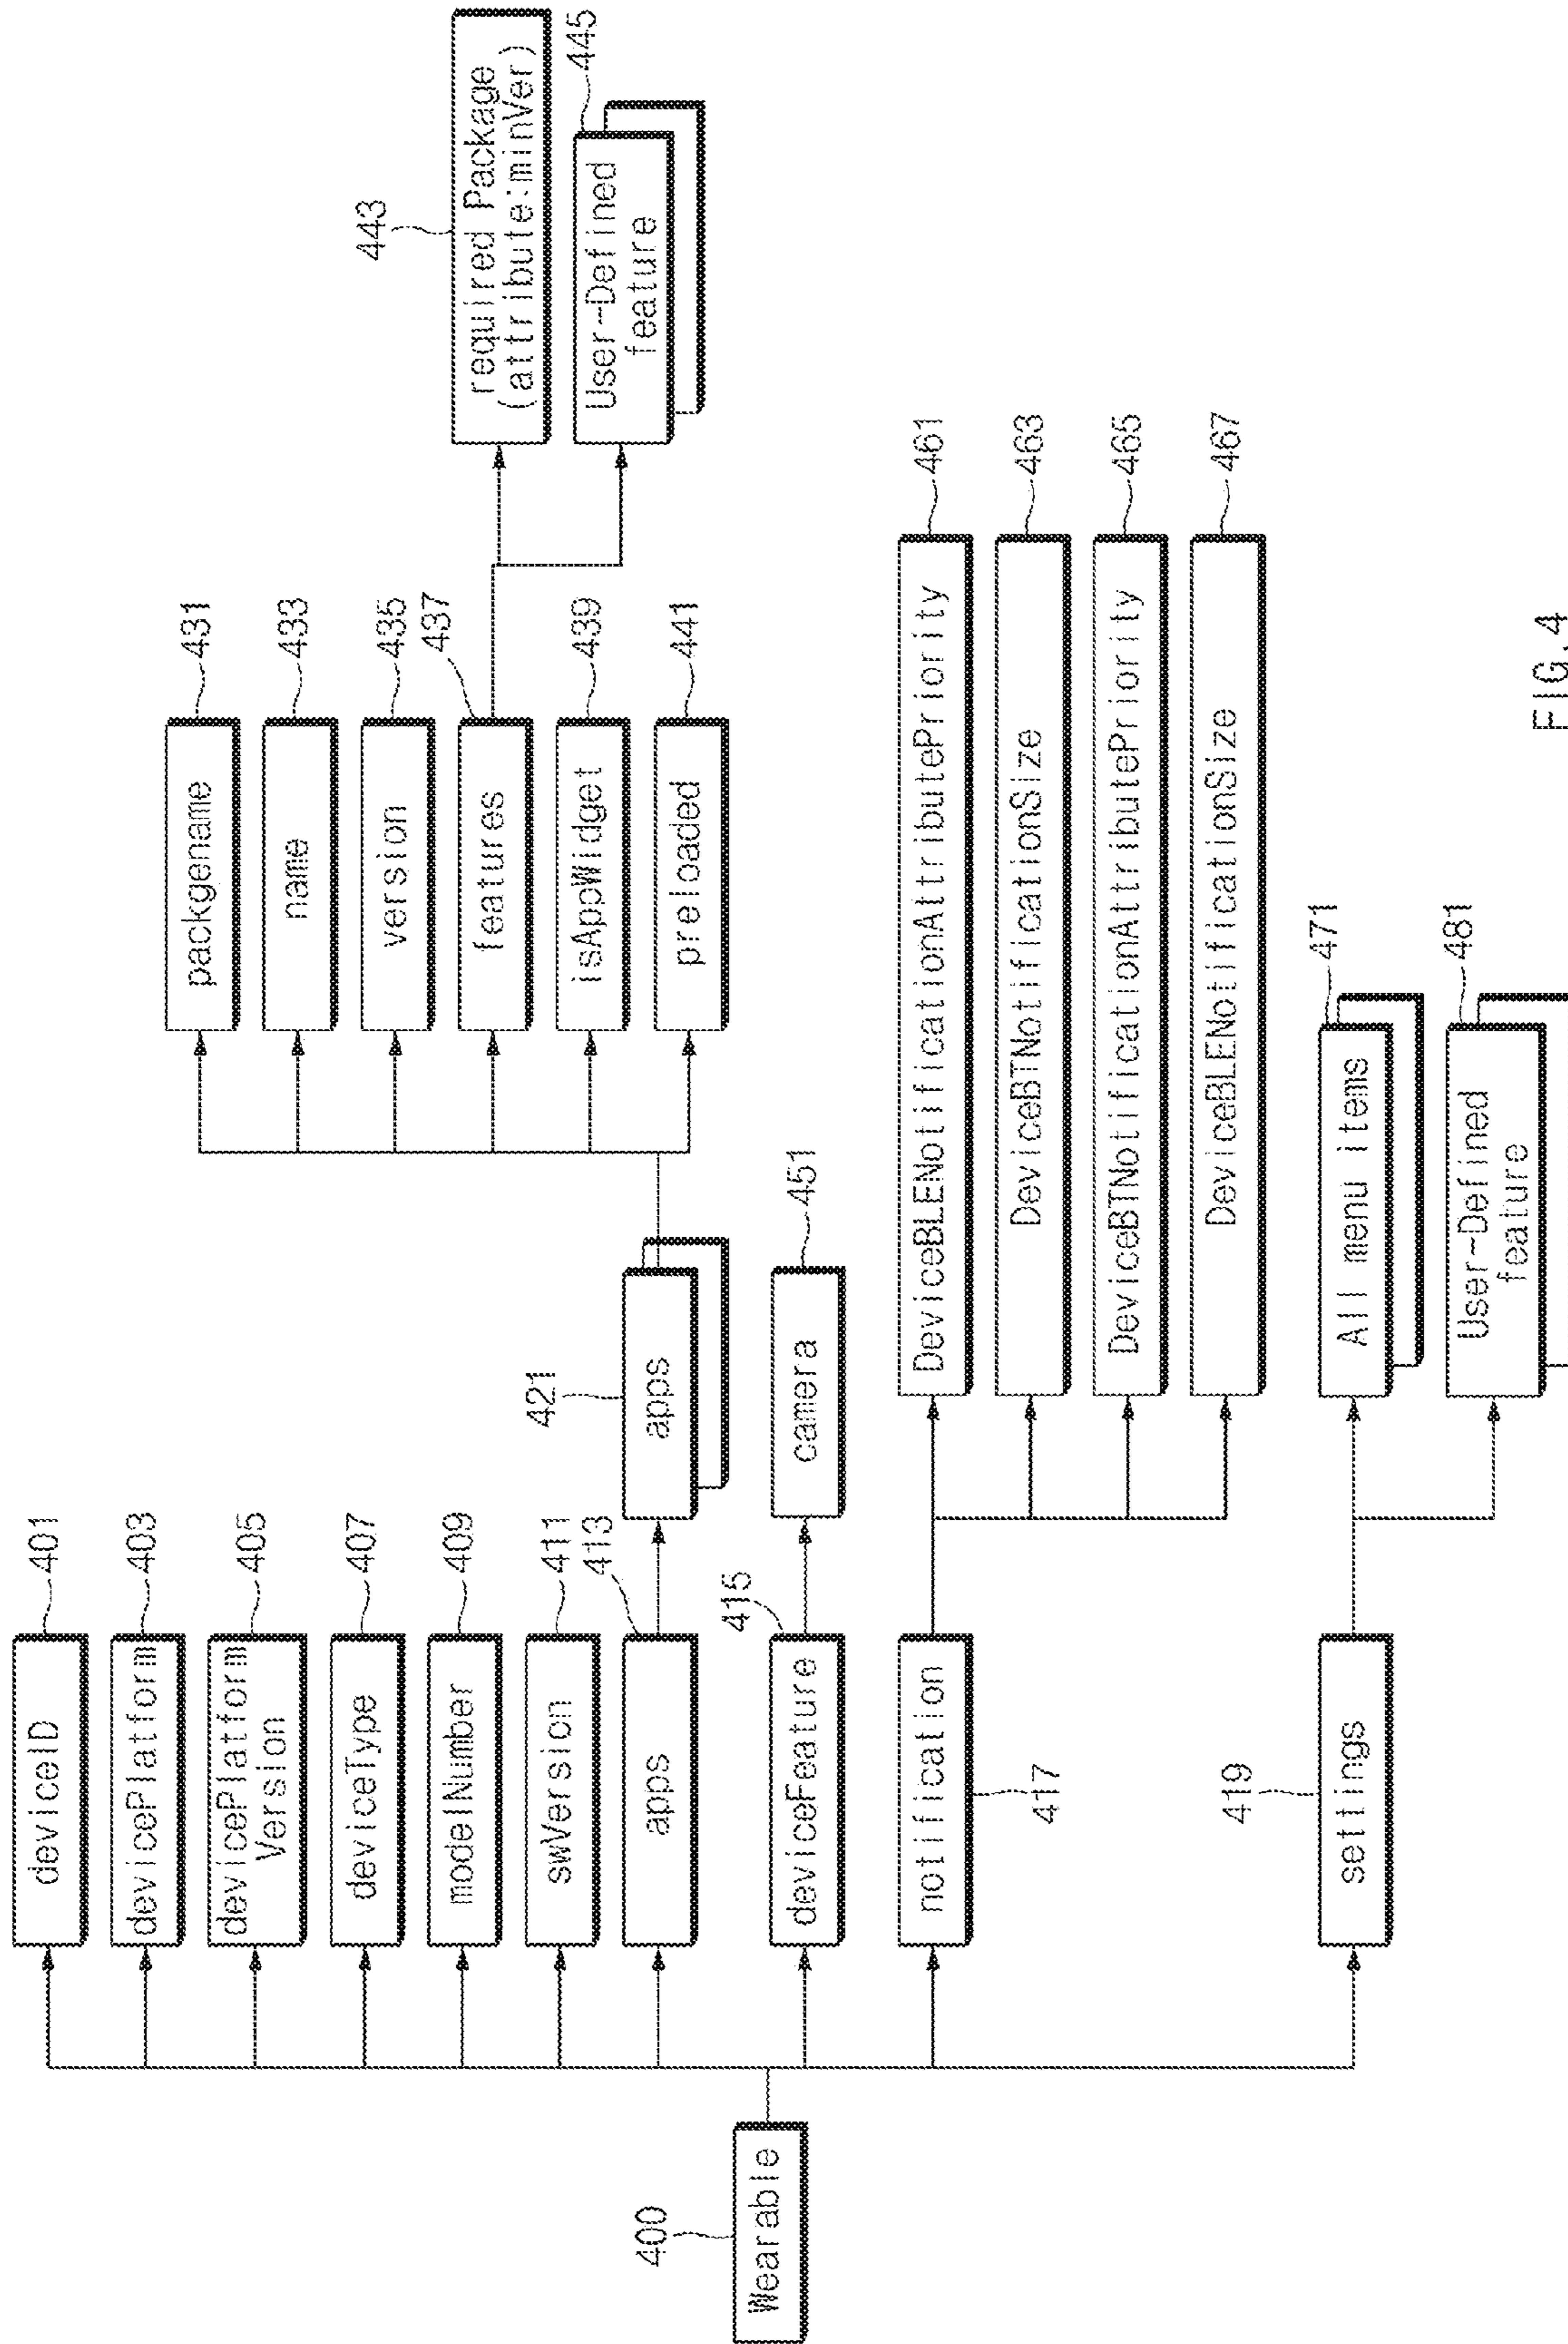 400
Wearable
deviceID
401
devicePlatform
403
devicePlatform
Version
405
deviceType
407
modelNumber
409
swVersion
411
apps
413
deviceFeature
415
notification
417
settings
419
apps
421
camera
451
packgename
431
name
433
version
435
features
437
isAppWidget
439
preloaded
441
required Package
(attribute:minVer)
443
User-Defined
feature
445
DeviceBLENotificationAttributePriority
461
DeviceBTNotificationSize
463
DeviceBTNotificationAttributePriority
465
DeviceBLENotificationSize
467
All menu items
471
User-Defined
feature
481
FIG.4